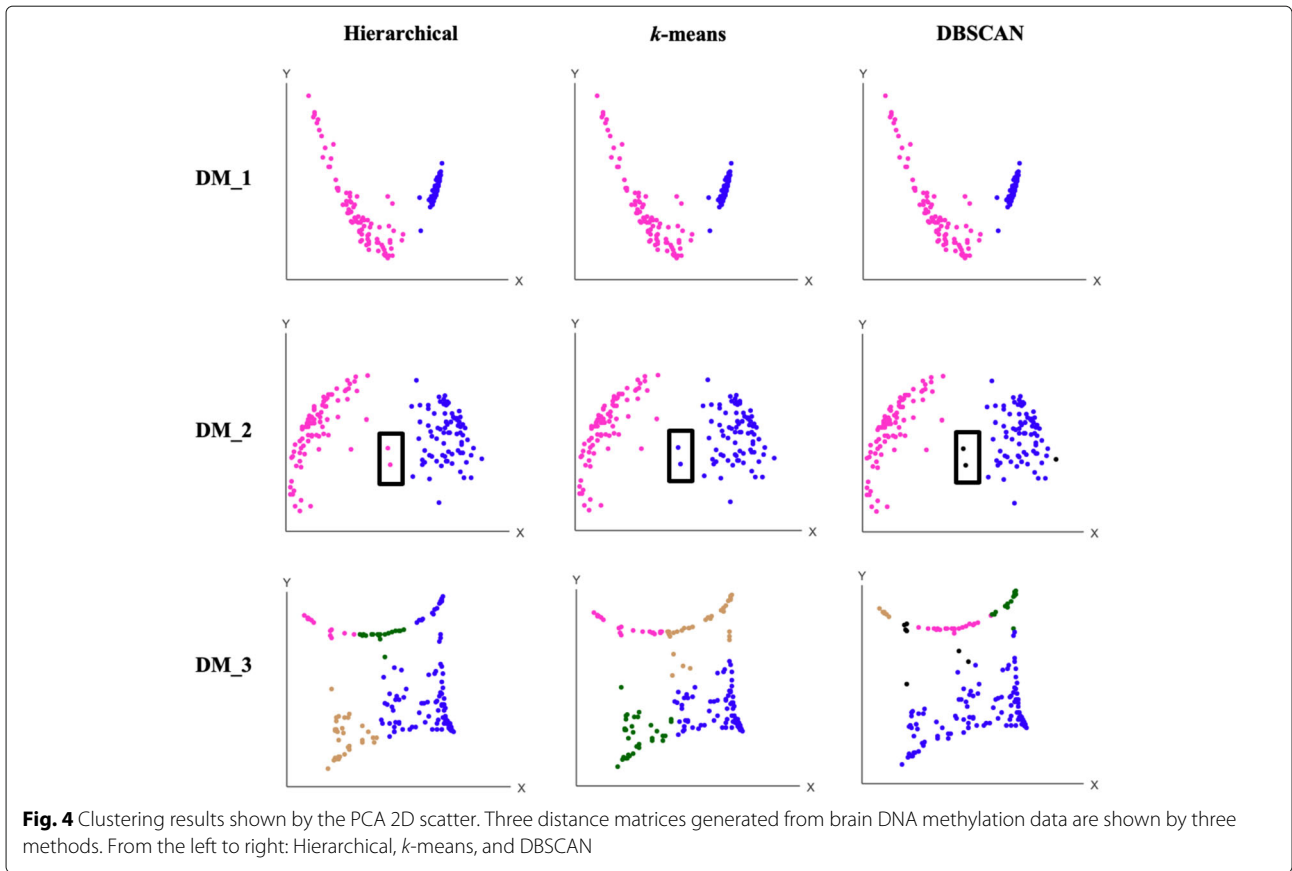 Hierarchical
k-means
DBSCAN
DM_1
Y
X
Y
X
Y
X
DM_2
Y
X
Y
X
Y
X
DM_3
Y
X
Y
X
Y
X
Fig. 4 Clustering results shown by the PCA 2D scatter. Three distance matrices generated from brain DNA methylation data are shown by three
methods. From the left to right: Hierarchical, k-means, and DBSCAN